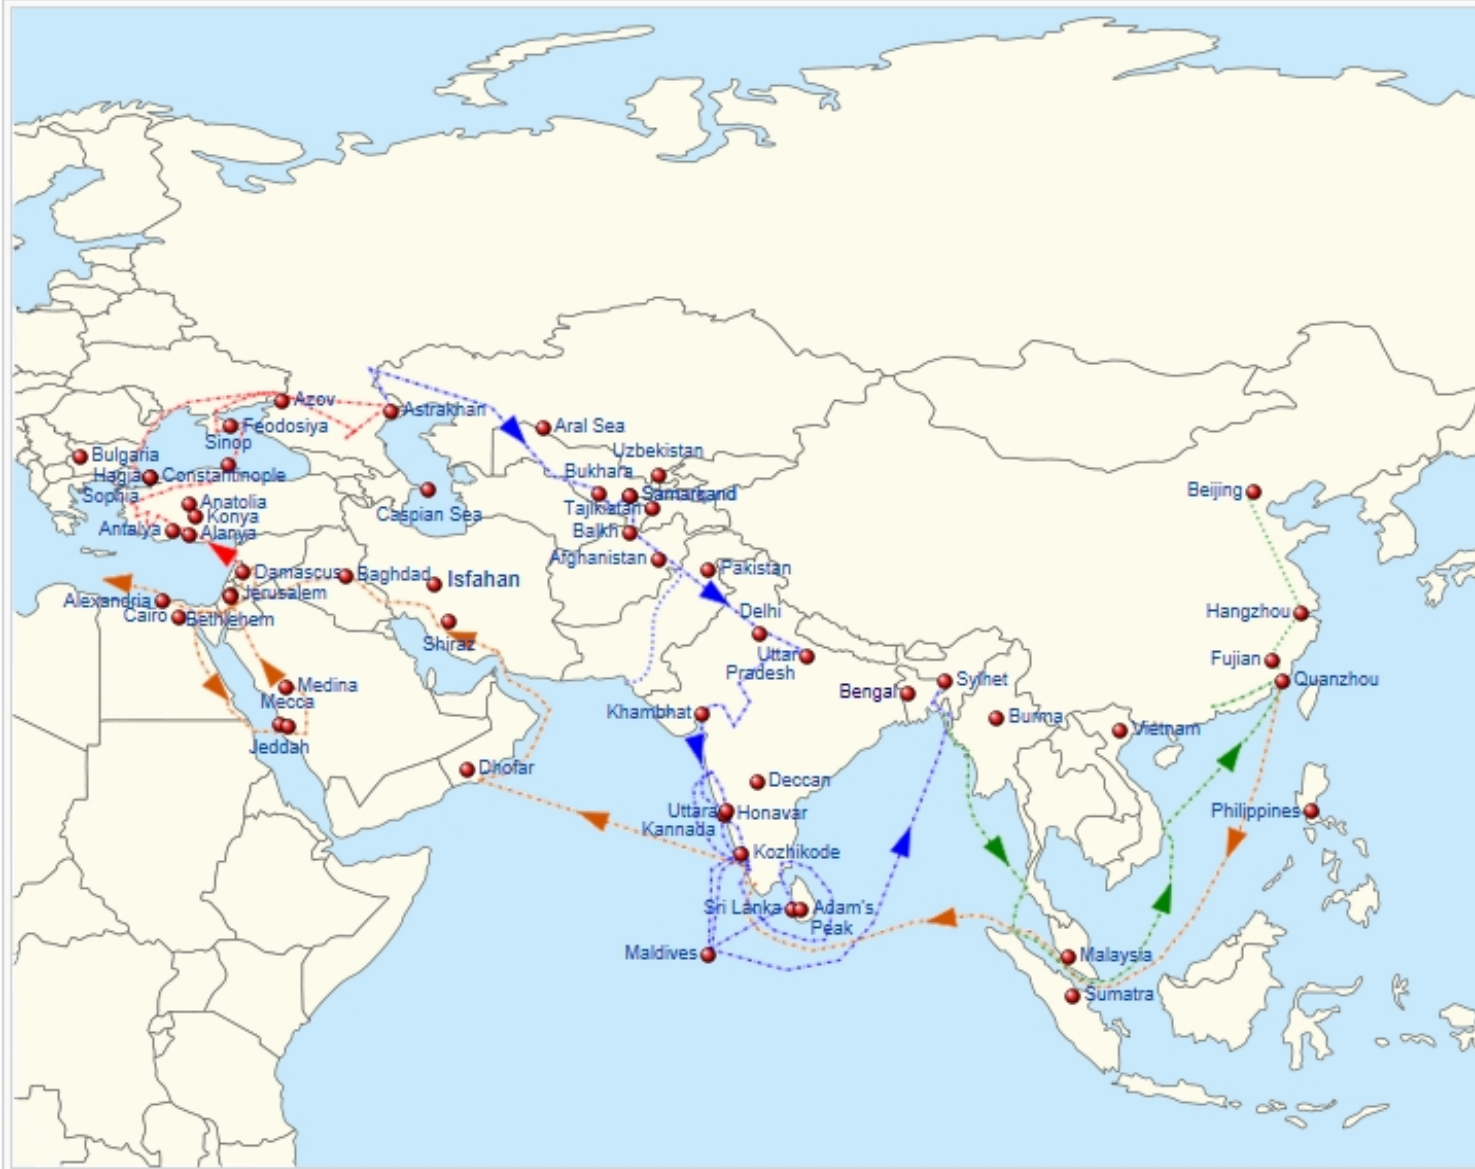 Azov
Astrakhan
Feodosiya
Sinop
Aral Sea
Bulgaria
Hagia
Sophia
Constantinople
Uzbekistan
Bukhara
Samarqand
Tajikistan
Caspian Sea
Anatolia
Konya
Antalya
Alanya
Balkh
Afghanistan
Pakistan
Beijing
Damascus
Baghdad
Isfahan
Jerusalem
Alexandria
Cairo
Bethlehem
Shiraz
Delhi
Uttar
Pradesh
Hangzhou
Fujian
Quanzhou
Medina
Mecca
Jeddah
Khambhat
Bengal
Sylhet
Burma
Vietnam
Dhofar
Deccan
Uttara
Kannada
Honavar
Philippines
Kozhikode
Sri Lanka
Adam's
Peak
Maldives
Malaysia
Sumatra